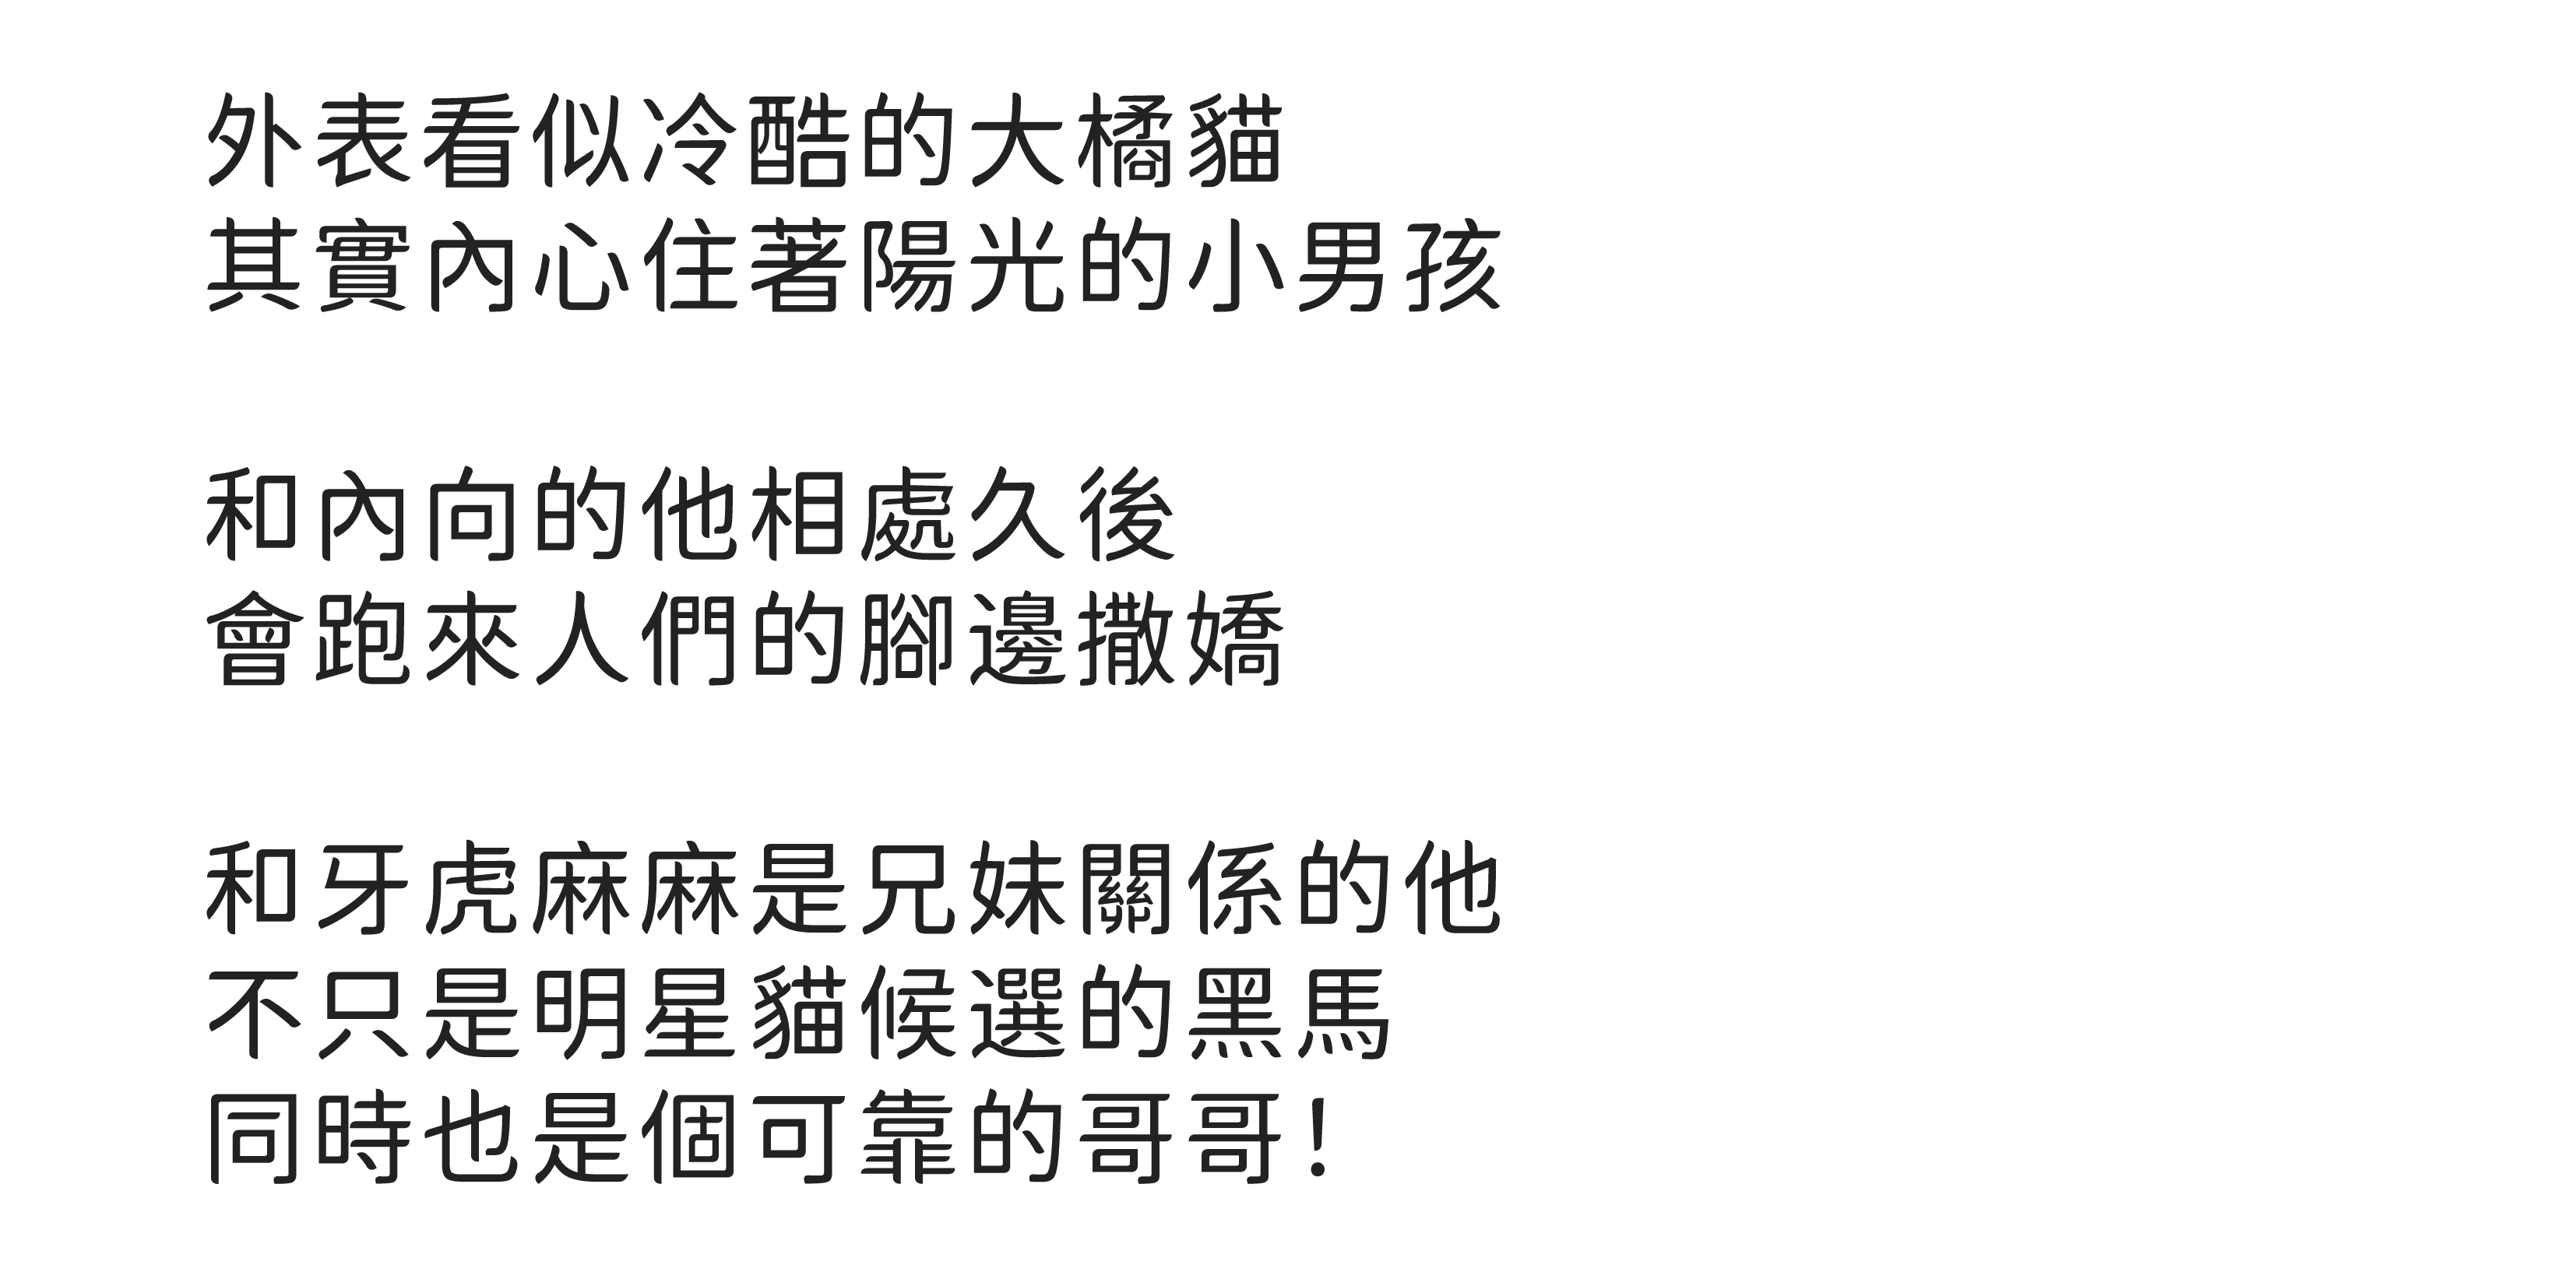 外表看似冷酷的大橘貓
其實內心住著陽光的小男孩
和內向的他相處久後
會跑來人們的腳邊撒嬌
和牙虎麻麻是兄妹關係的他
不只是明星貓候選的黑馬
同時也是個可靠的哥哥！